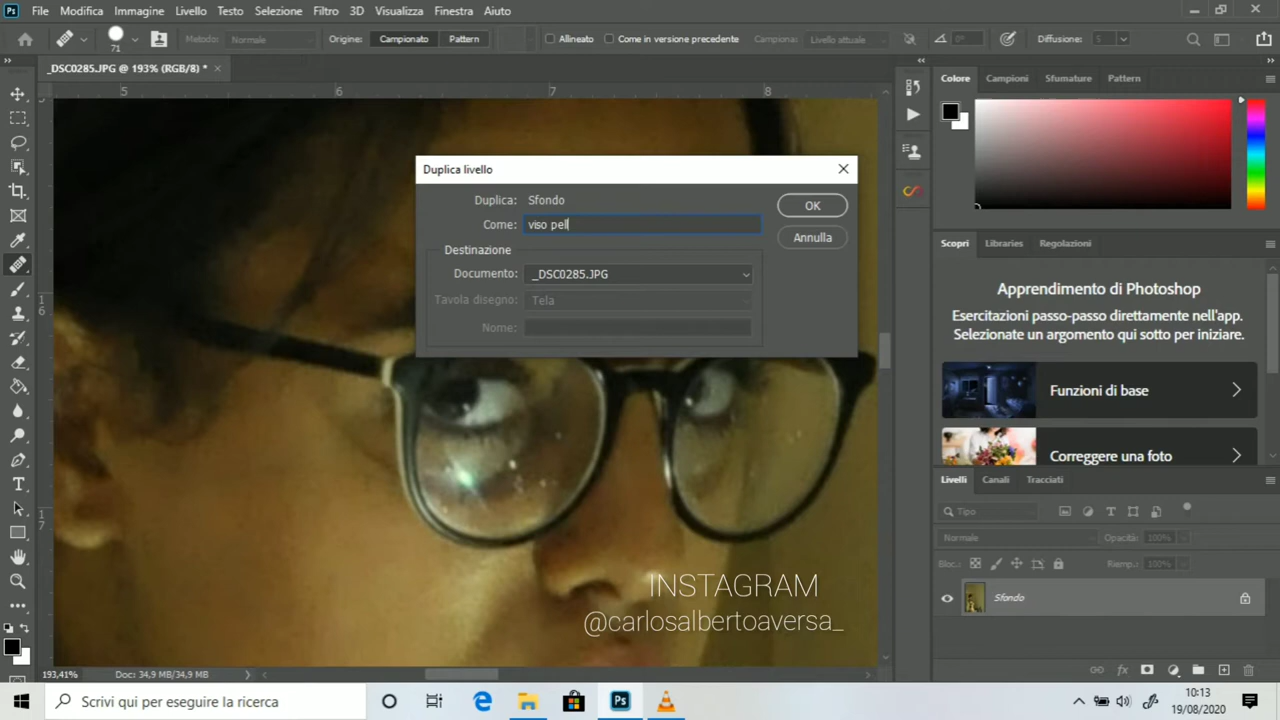 Ps File Modifica Immagine Livello Testo Selezione Filtro 3D Visualizza Finestra Aiuto
71 Metodo: Normale Origine: Campionato Pattern Allineato Come in versione precedente Campiona: Livello attuale Diffusione: 5
_DSC0285.JPG @ 193% (RGB/8) *
5 6 7 8
Colore Campioni Sfumature Pattern
Duplica livello
Duplica: Sfondo
OK
Come: viso pell
Annulla
Destinazione
Documento: _DSC0285.JPG
Tavola disegno: Tela
Nome:
16
17
Scopri Libraries Regolazioni
Apprendimento di Photoshop
Esercitazioni passo-passo direttamente nell'app.
Selezionate un argomento qui sotto per iniziare.
Funzioni di base
Correggere una foto
Livelli Canali Tracciati
Tipo
Normale Opacità: 100%
Bloc.: Riemp.: 100%
Sfondo
INSTAGRAM
@carlosalbertoaversa_
193,41% Doc: 34,9 MB/34,9 MB
Scrivi qui per eseguire la ricerca
Ps
10:13
19/08/2020